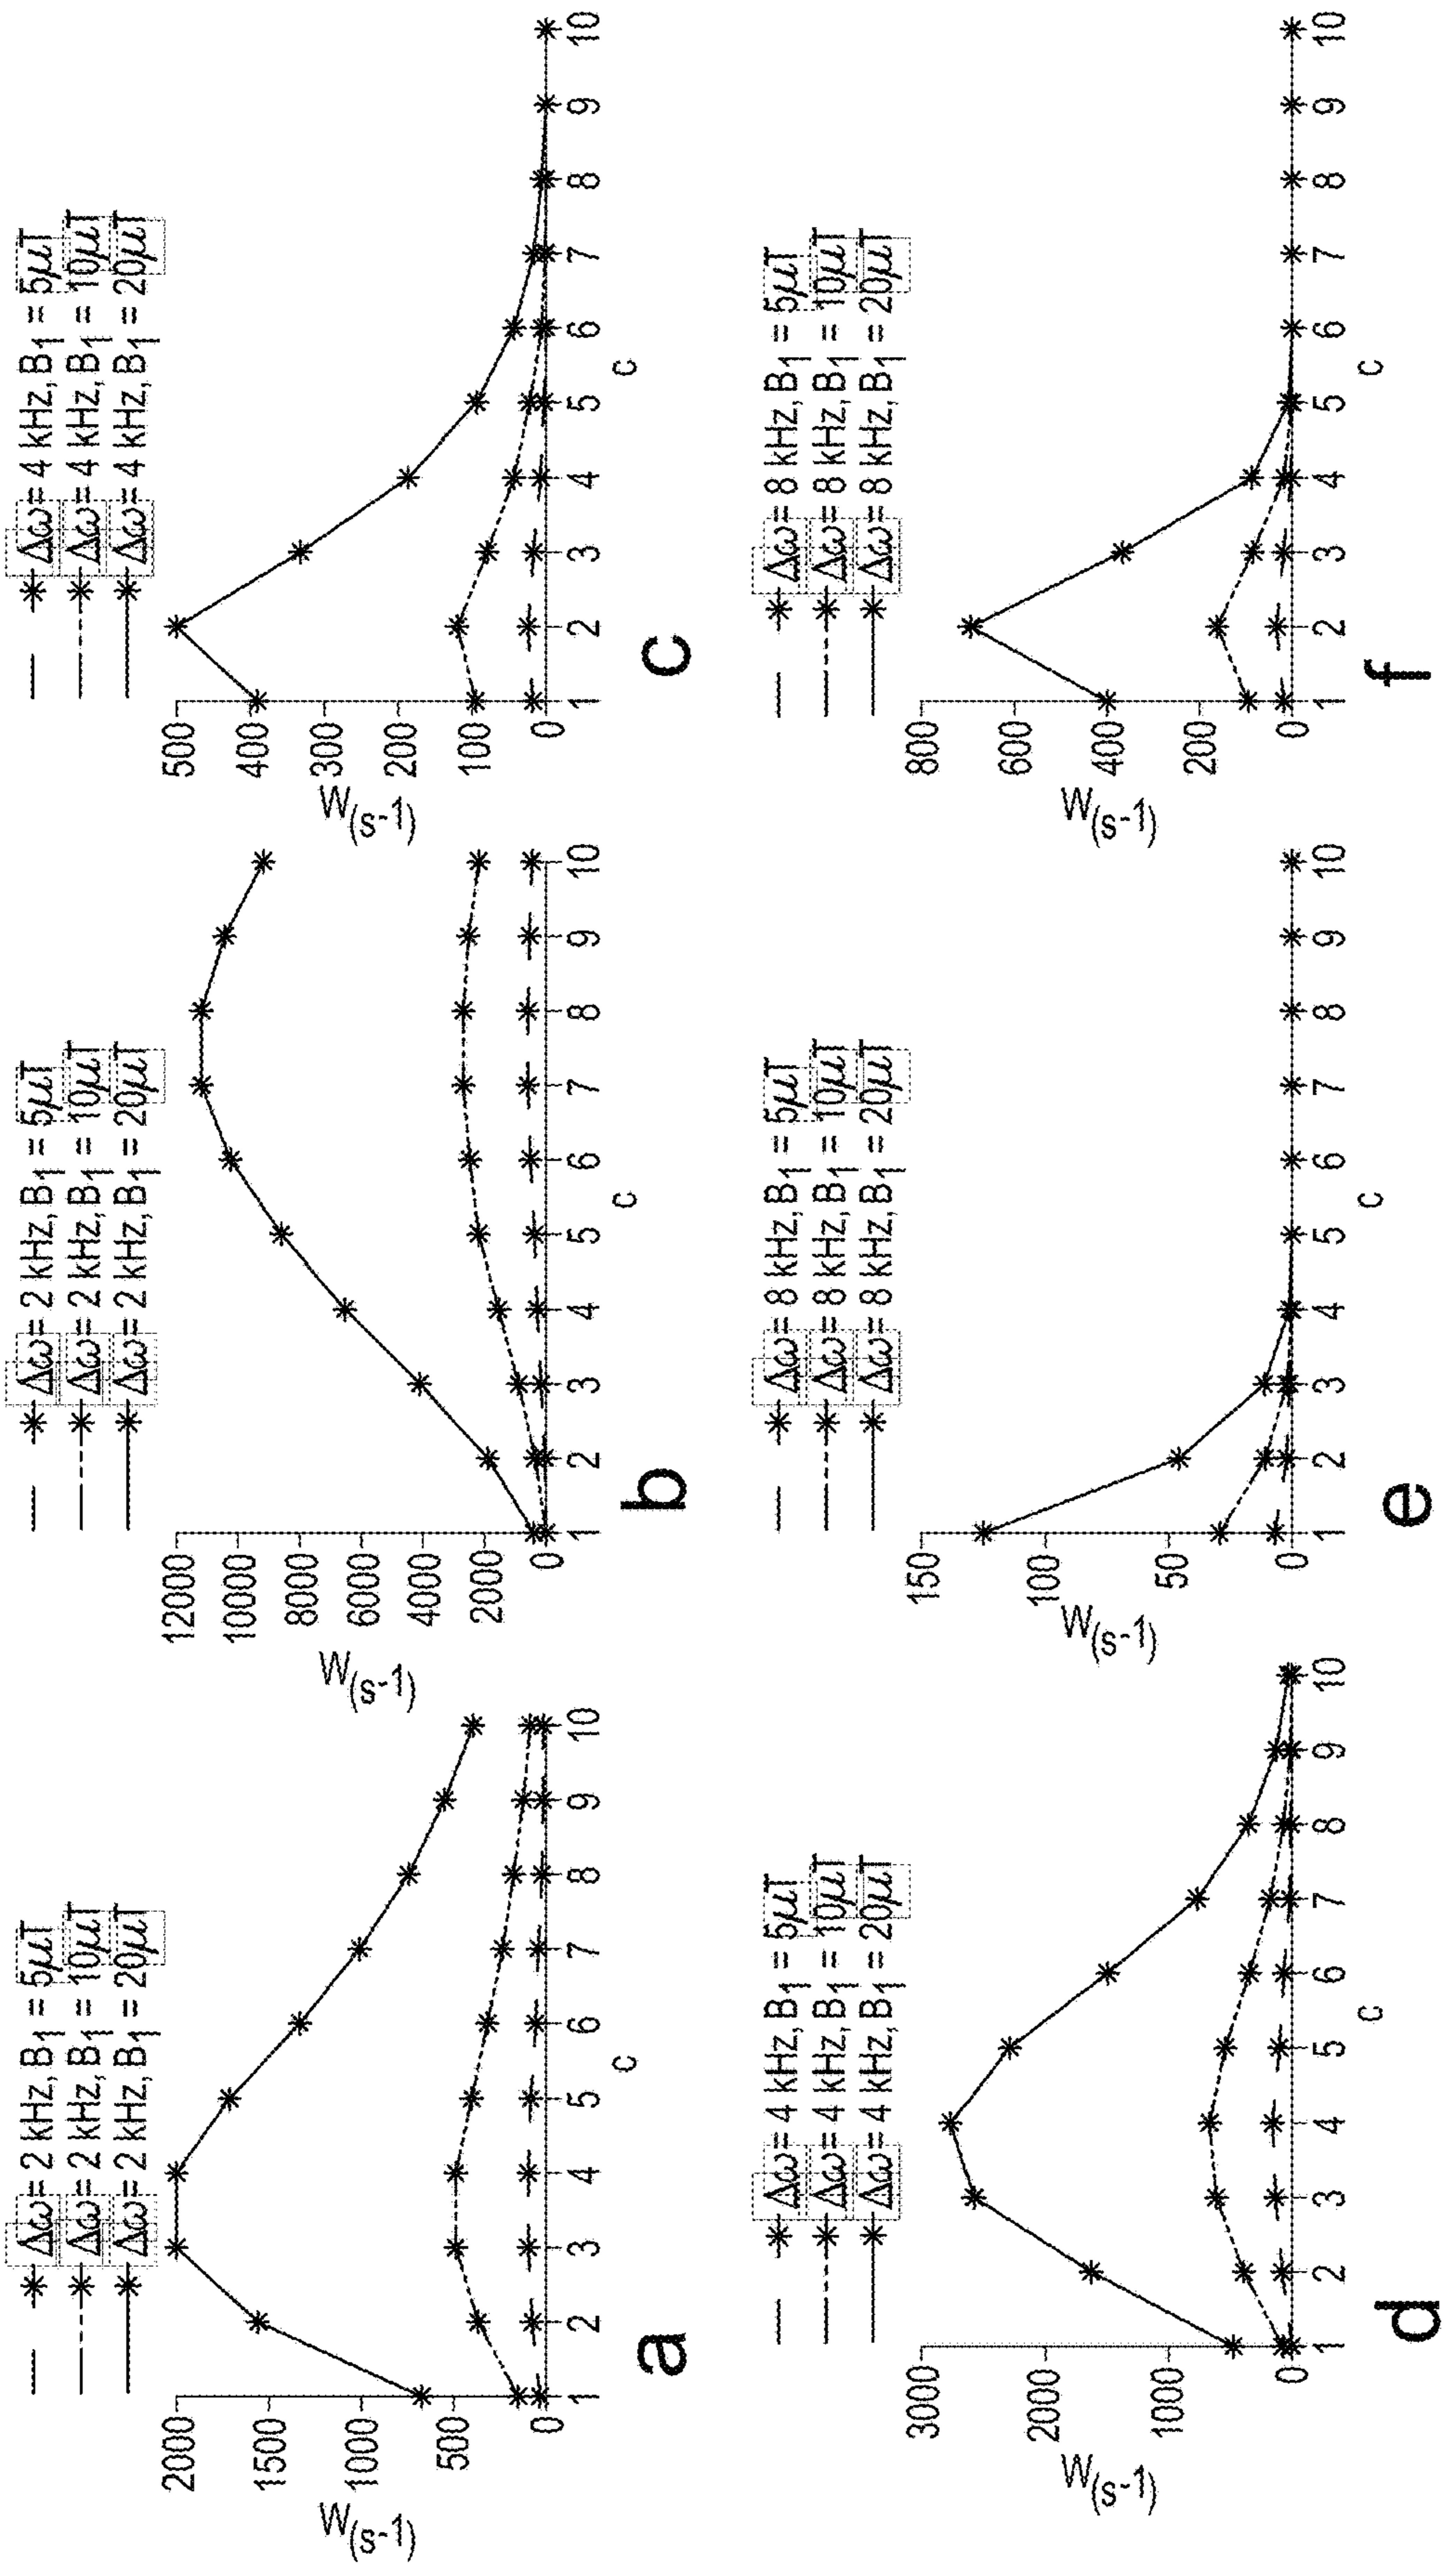 Δω= 2 kHz, B1 = 5μT
Δω= 2 kHz, B1 = 10μT
Δω= 2 kHz, B1 = 20μT
2000
1500
1000
500
0
W(s-1)
1 2 3 4 5 6 7 8 9 10
c
a
Δω= 2 kHz, B1 = 5μT
Δω= 2 kHz, B1 = 10μT
Δω= 2 kHz, B1 = 20μT
12000
10000
8000
6000
4000
2000
0
W(s-1)
1 2 3 4 5 6 7 8 9 10
c
b
Δω= 4 kHz, B1 = 5μT
Δω= 4 kHz, B1 = 10μT
Δω= 4 kHz, B1 = 20μT
500
400
300
200
100
0
W(s-1)
1 2 3 4 5 6 7 8 9 10
c
c
Δω= 4 kHz, B1 = 5μT
Δω= 4 kHz, B1 = 10μT
Δω= 4 kHz, B1 = 20μT
3000
2000
1000
0
W(s-1)
1 2 3 4 5 6 7 8 9 10
c
d
Δω= 8 kHz, B1 = 5μT
Δω= 8 kHz, B1 = 10μT
Δω= 8 kHz, B1 = 20μT
150
100
50
0
W(s-1)
1 2 3 4 5 6 7 8 9 10
c
e
Δω= 8 kHz, B1 = 5μT
Δω= 8 kHz, B1 = 10μT
Δω= 8 kHz, B1 = 20μT
800
600
400
200
0
W(s-1)
1 2 3 4 5 6 7 8 9 10
c
f